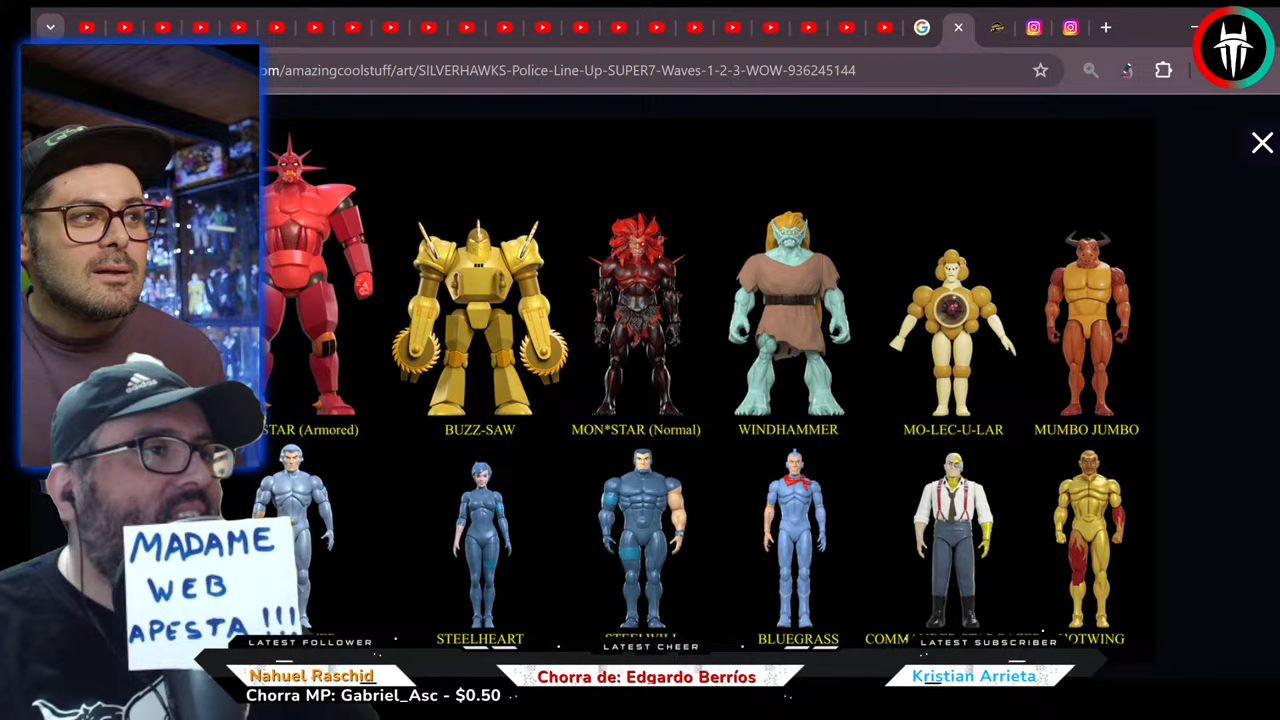 om/amazingcoolstuff/art/SILVERHAWKS-Police-Line-Up-SUPER7-Waves-1-2-3-WOW-936245144
STAR (Armored)
BUZZ-SAW
MON*STAR (Normal)
WINDHAMMER
MO-LEC-U-LAR
MUMBO JUMBO
MADAME
WEB
APESTA !!!
STEELHEART
STEELWILL
BLUEGRASS
HOTWING
LATEST FOLLOWER
LATEST CHEER
LATEST SUBSCRIBER
Nahuel Raschid
Chorra de: Edgardo Berríos
Kristian Arrieta
Chorra MP: Gabriel_Asc - $0.50